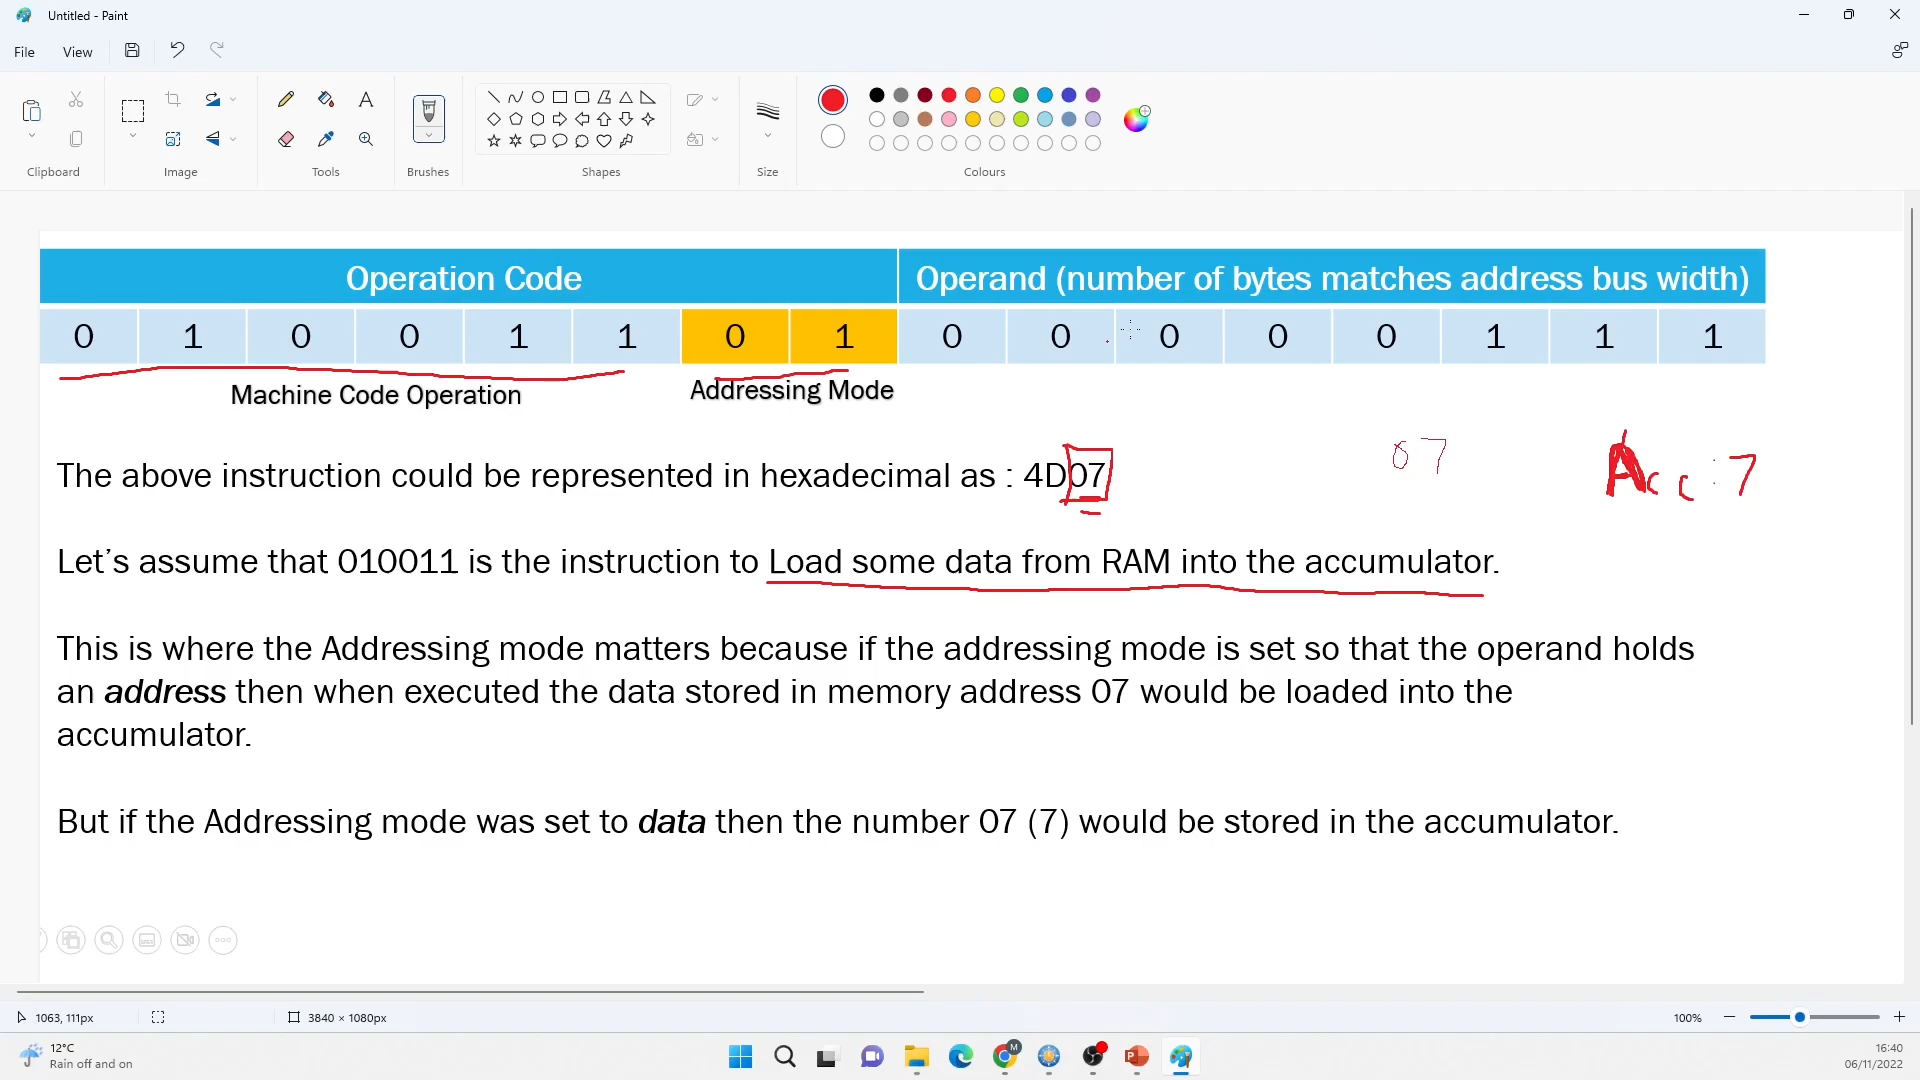 Untitled - Paint
File View
Clipboard
Image
Tools
Brushes
Shapes
Size
Colours
Operation Code Operand (number of bytes matches address bus width)
0 1 0 0 1 1 0 1 0 0 0 0 0 1 1 1
Machine Code Operation Addressing Mode
The above instruction could be represented in hexadecimal as : 4D07
07
Acc : 7
Let's assume that 010011 is the instruction to Load some data from RAM into the accumulator.
This is where the Addressing mode matters because if the addressing mode is set so that the operand holds
an address then when executed the data stored in memory address 07 would be loaded into the
accumulator.
But if the Addressing mode was set to data then the number 07 (7) would be stored in the accumulator.
1063, 111px
3840 × 1080px
100%
12°C
Rain off and on
M
P
16:40
06/11/2022